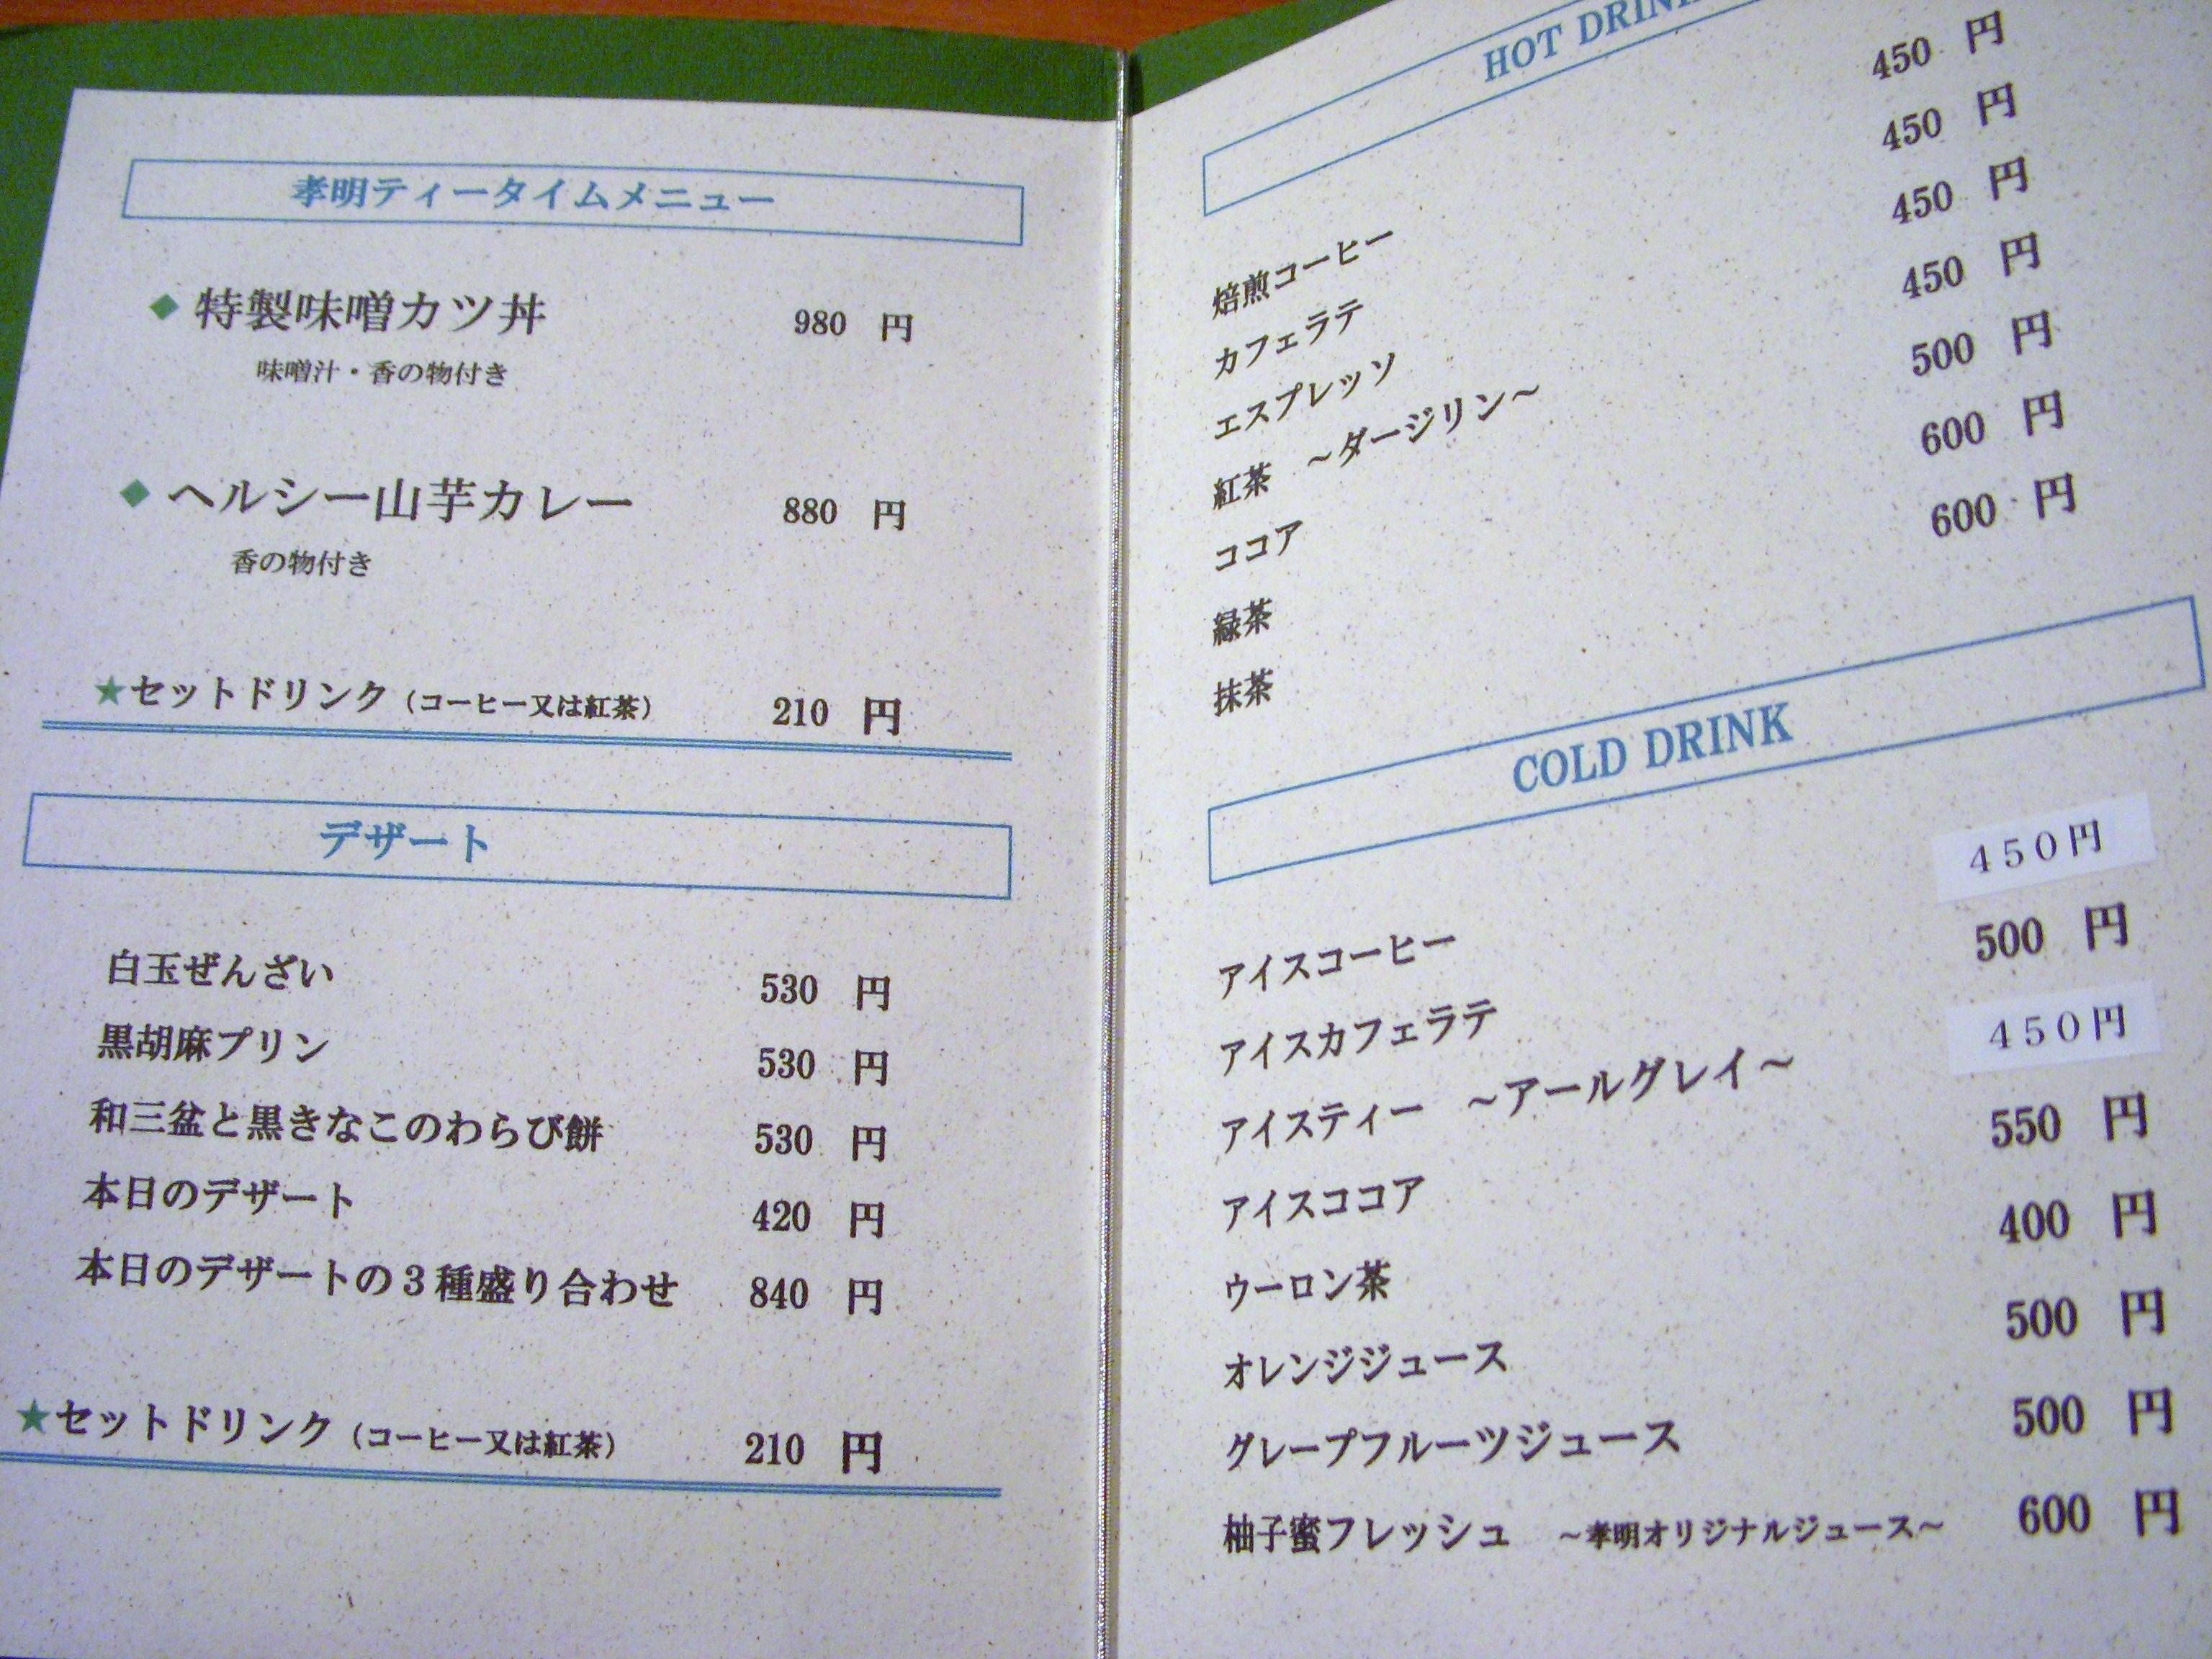 孝明ティータイムメニュー
◆ 特製味噌カツ丼 980 円
味噌汁・香の物付き
◆ ヘルシー山芋カレー 880 円
香の物付き
★セットドリンク（コーヒー又は紅茶） 210 円
デザート
白玉ぜんざい 530 円
黒胡麻プリン 530 円
和三盆と黒きなこのわらび餅 530 円
本日のデザート 420 円
本日のデザートの３種盛り合わせ 840 円
★セットドリンク（コーヒー又は紅茶） 210 円
HOT DRINK
焙煎コーヒー 450 円
カフェラテ 450 円
エスプレッソ 450 円
紅茶 ～ダージリン～ 450 円
ココア 500 円
緑茶 600 円
抹茶 600 円
COLD DRINK
アイスコーヒー ４５０円
アイスカフェラテ 500 円
アイスティー ～アールグレイ～ ４５０円
アイスココア 550 円
ウーロン茶 400 円
オレンジジュース 500 円
グレープフルーツジュース 500 円
柚子蜜フレッシュ ～孝明オリジナルジュース～ 600 円